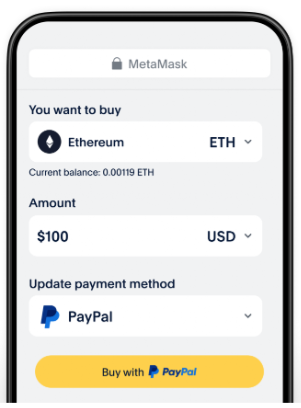 MetaMask
You want to buy
Ethereum ETH
Current balance: 0.00119 ETH
Amount
$100 USD
Update payment method
PayPal
Buy with PayPal